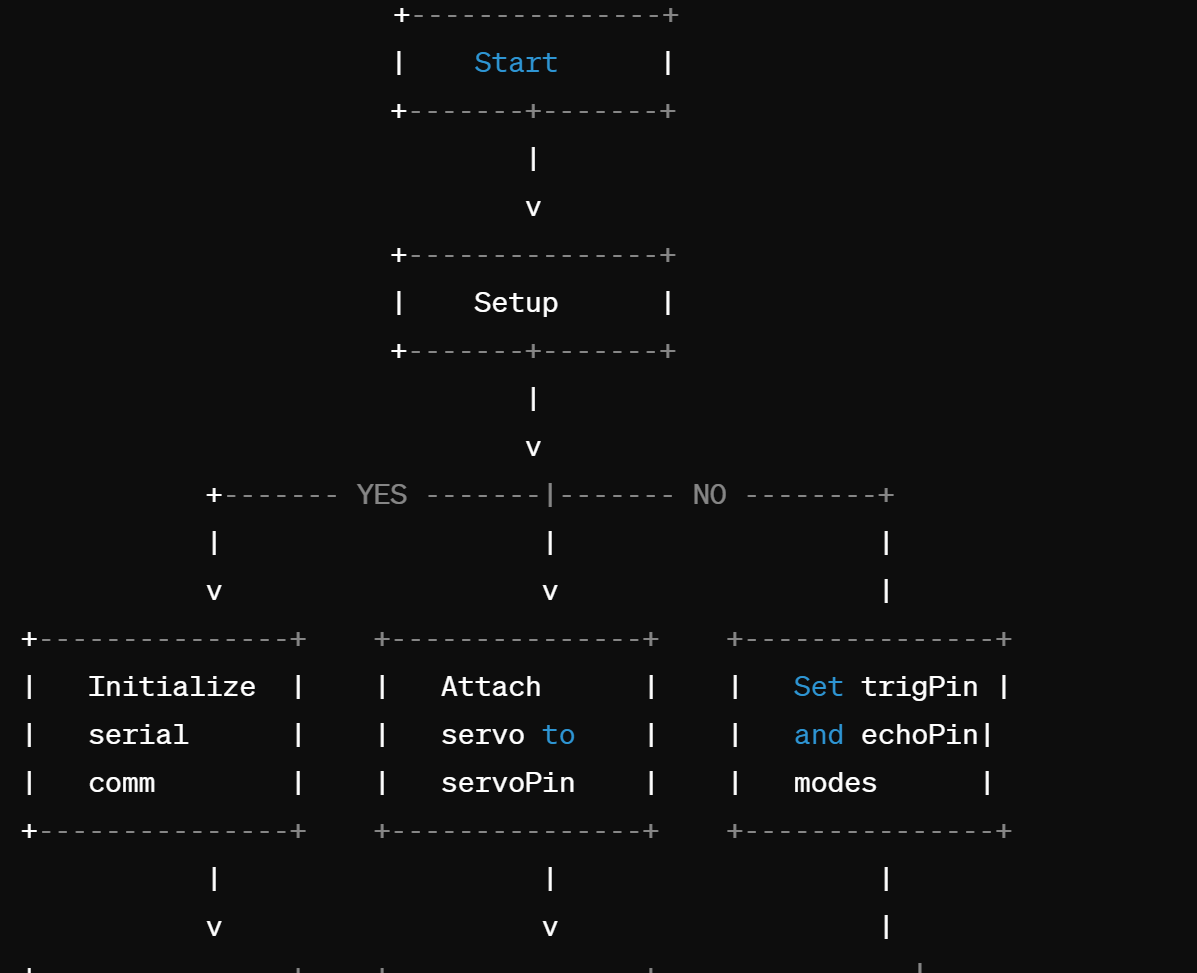 +---------------+
|    Start      |
+-------+-------+
        |
        v
+---------------+
|    Setup      |
+-------+-------+
        |
        v
+------- YES -------|------- NO --------+
|                   |                   |
v                   v                   |
+---------------+    +---------------+    +---------------+
|   Initialize  |    |   Attach      |    |   Set trigPin |
|   serial      |    |   servo to    |    |   and echoPin|
|   comm        |    |   servoPin    |    |   modes      |
+---------------+    +---------------+    +---------------+
|                   |                   |
v                   v                   |